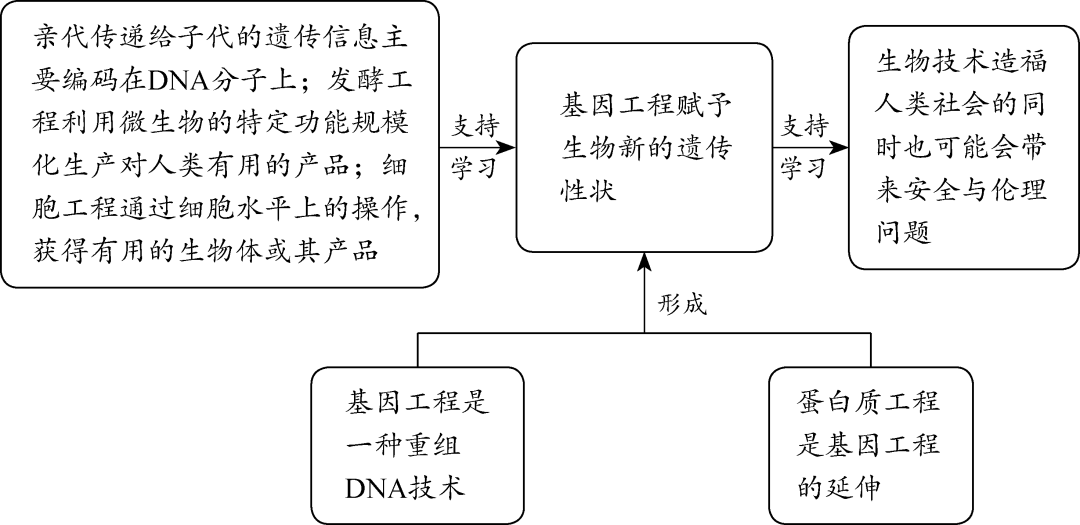 亲代传递给子代的遗传信息主
要编码在DNA分子上；发酵工
程利用微生物的特定功能规模
化生产对人类有用的产品；细
胞工程通过细胞水平上的操作，
获得有用的生物体或其产品
支持
学习
基因工程赋予
生物新的遗传
性状
支持
学习
生物技术造福
人类社会的同
时也可能会带
来安全与伦理
问题
形成
基因工程是
一种重组
DNA技术
蛋白质工程
是基因工程
的延伸